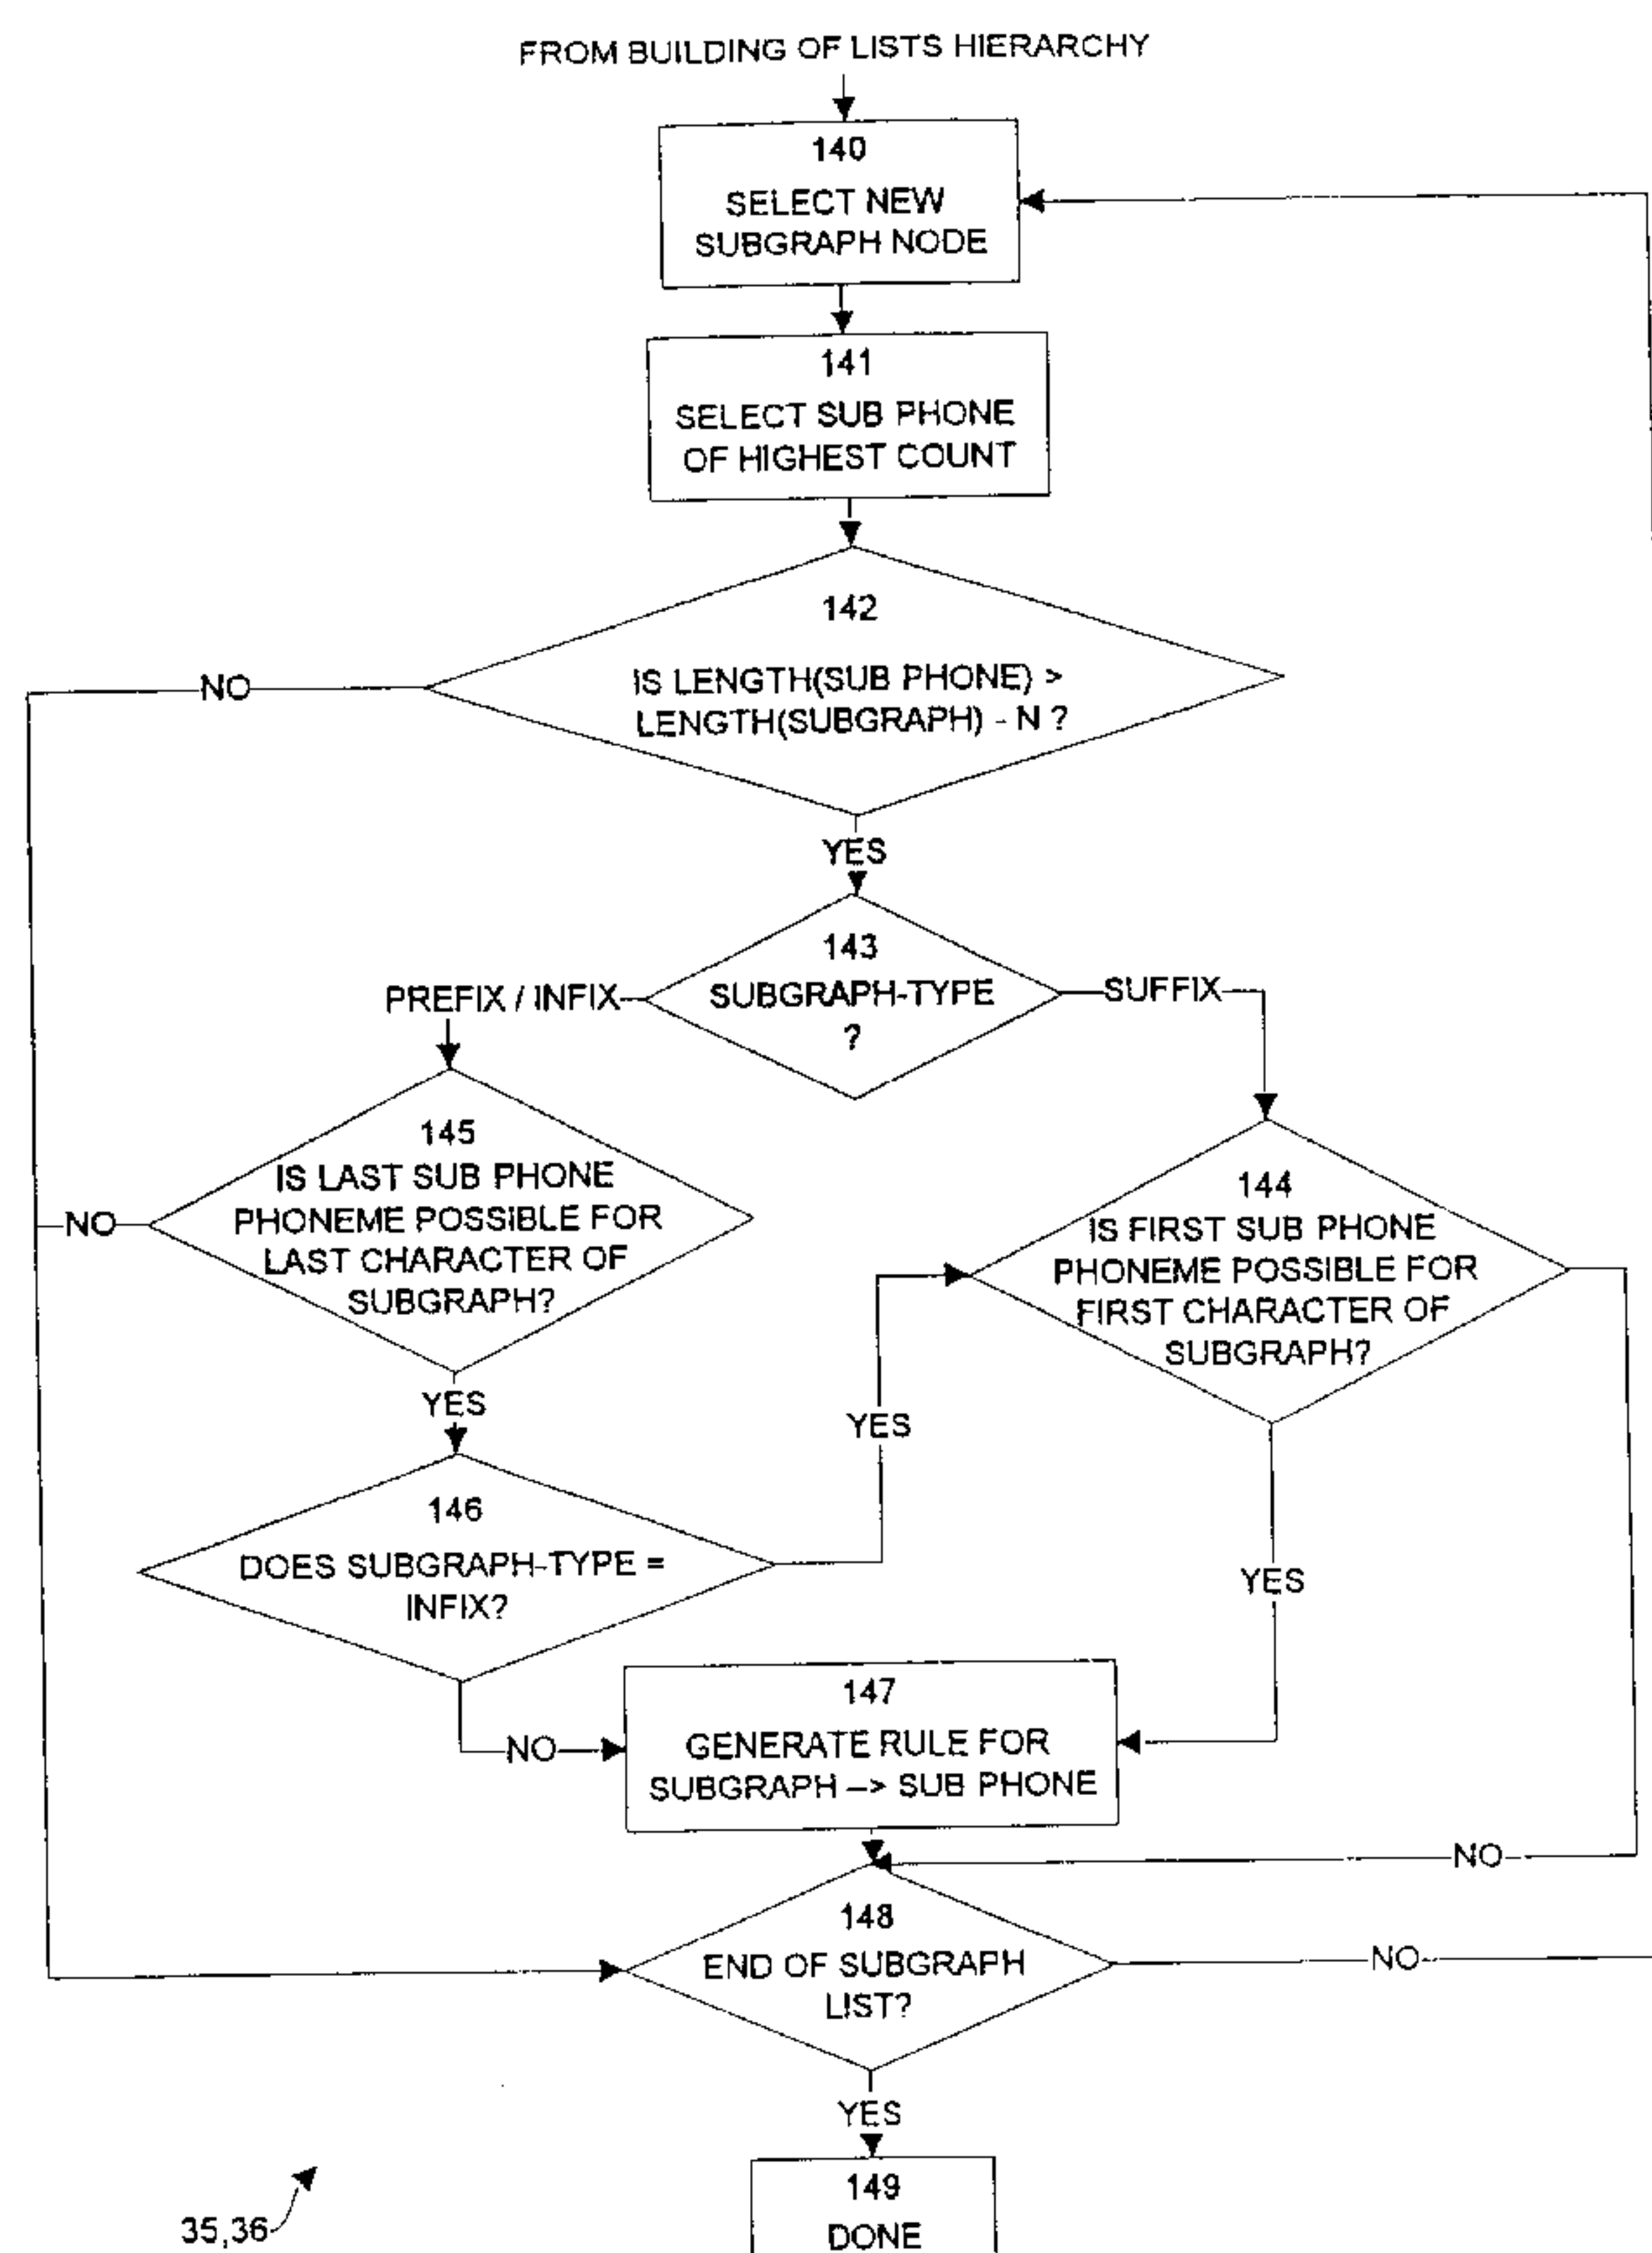 FROM BUILDING OF LISTS HIERARCHY
140
SELECT NEW
SUBGRAPH NODE
141
SELECT SUB PHONE
OF HIGHEST COUNT
142
IS LENGTH(SUB PHONE) >
LENGTH(SUBGRAPH) - N ?
NO
YES
143
SUBGRAPH-TYPE
?
PREFIX / INFIX
SUFFIX
145
IS LAST SUB PHONE
PHONEME POSSIBLE FOR
LAST CHARACTER OF
SUBGRAPH?
NO
144
IS FIRST SUB PHONE
PHONEME POSSIBLE FOR
FIRST CHARACTER OF
SUBGRAPH?
YES
YES
146
DOES SUBGRAPH-TYPE =
INFIX?
YES
NO
147
GENERATE RULE FOR
SUBGRAPH --> SUB PHONE
NO
148
END OF SUBGRAPH
LIST?
NO
YES
149
DONE
35,36